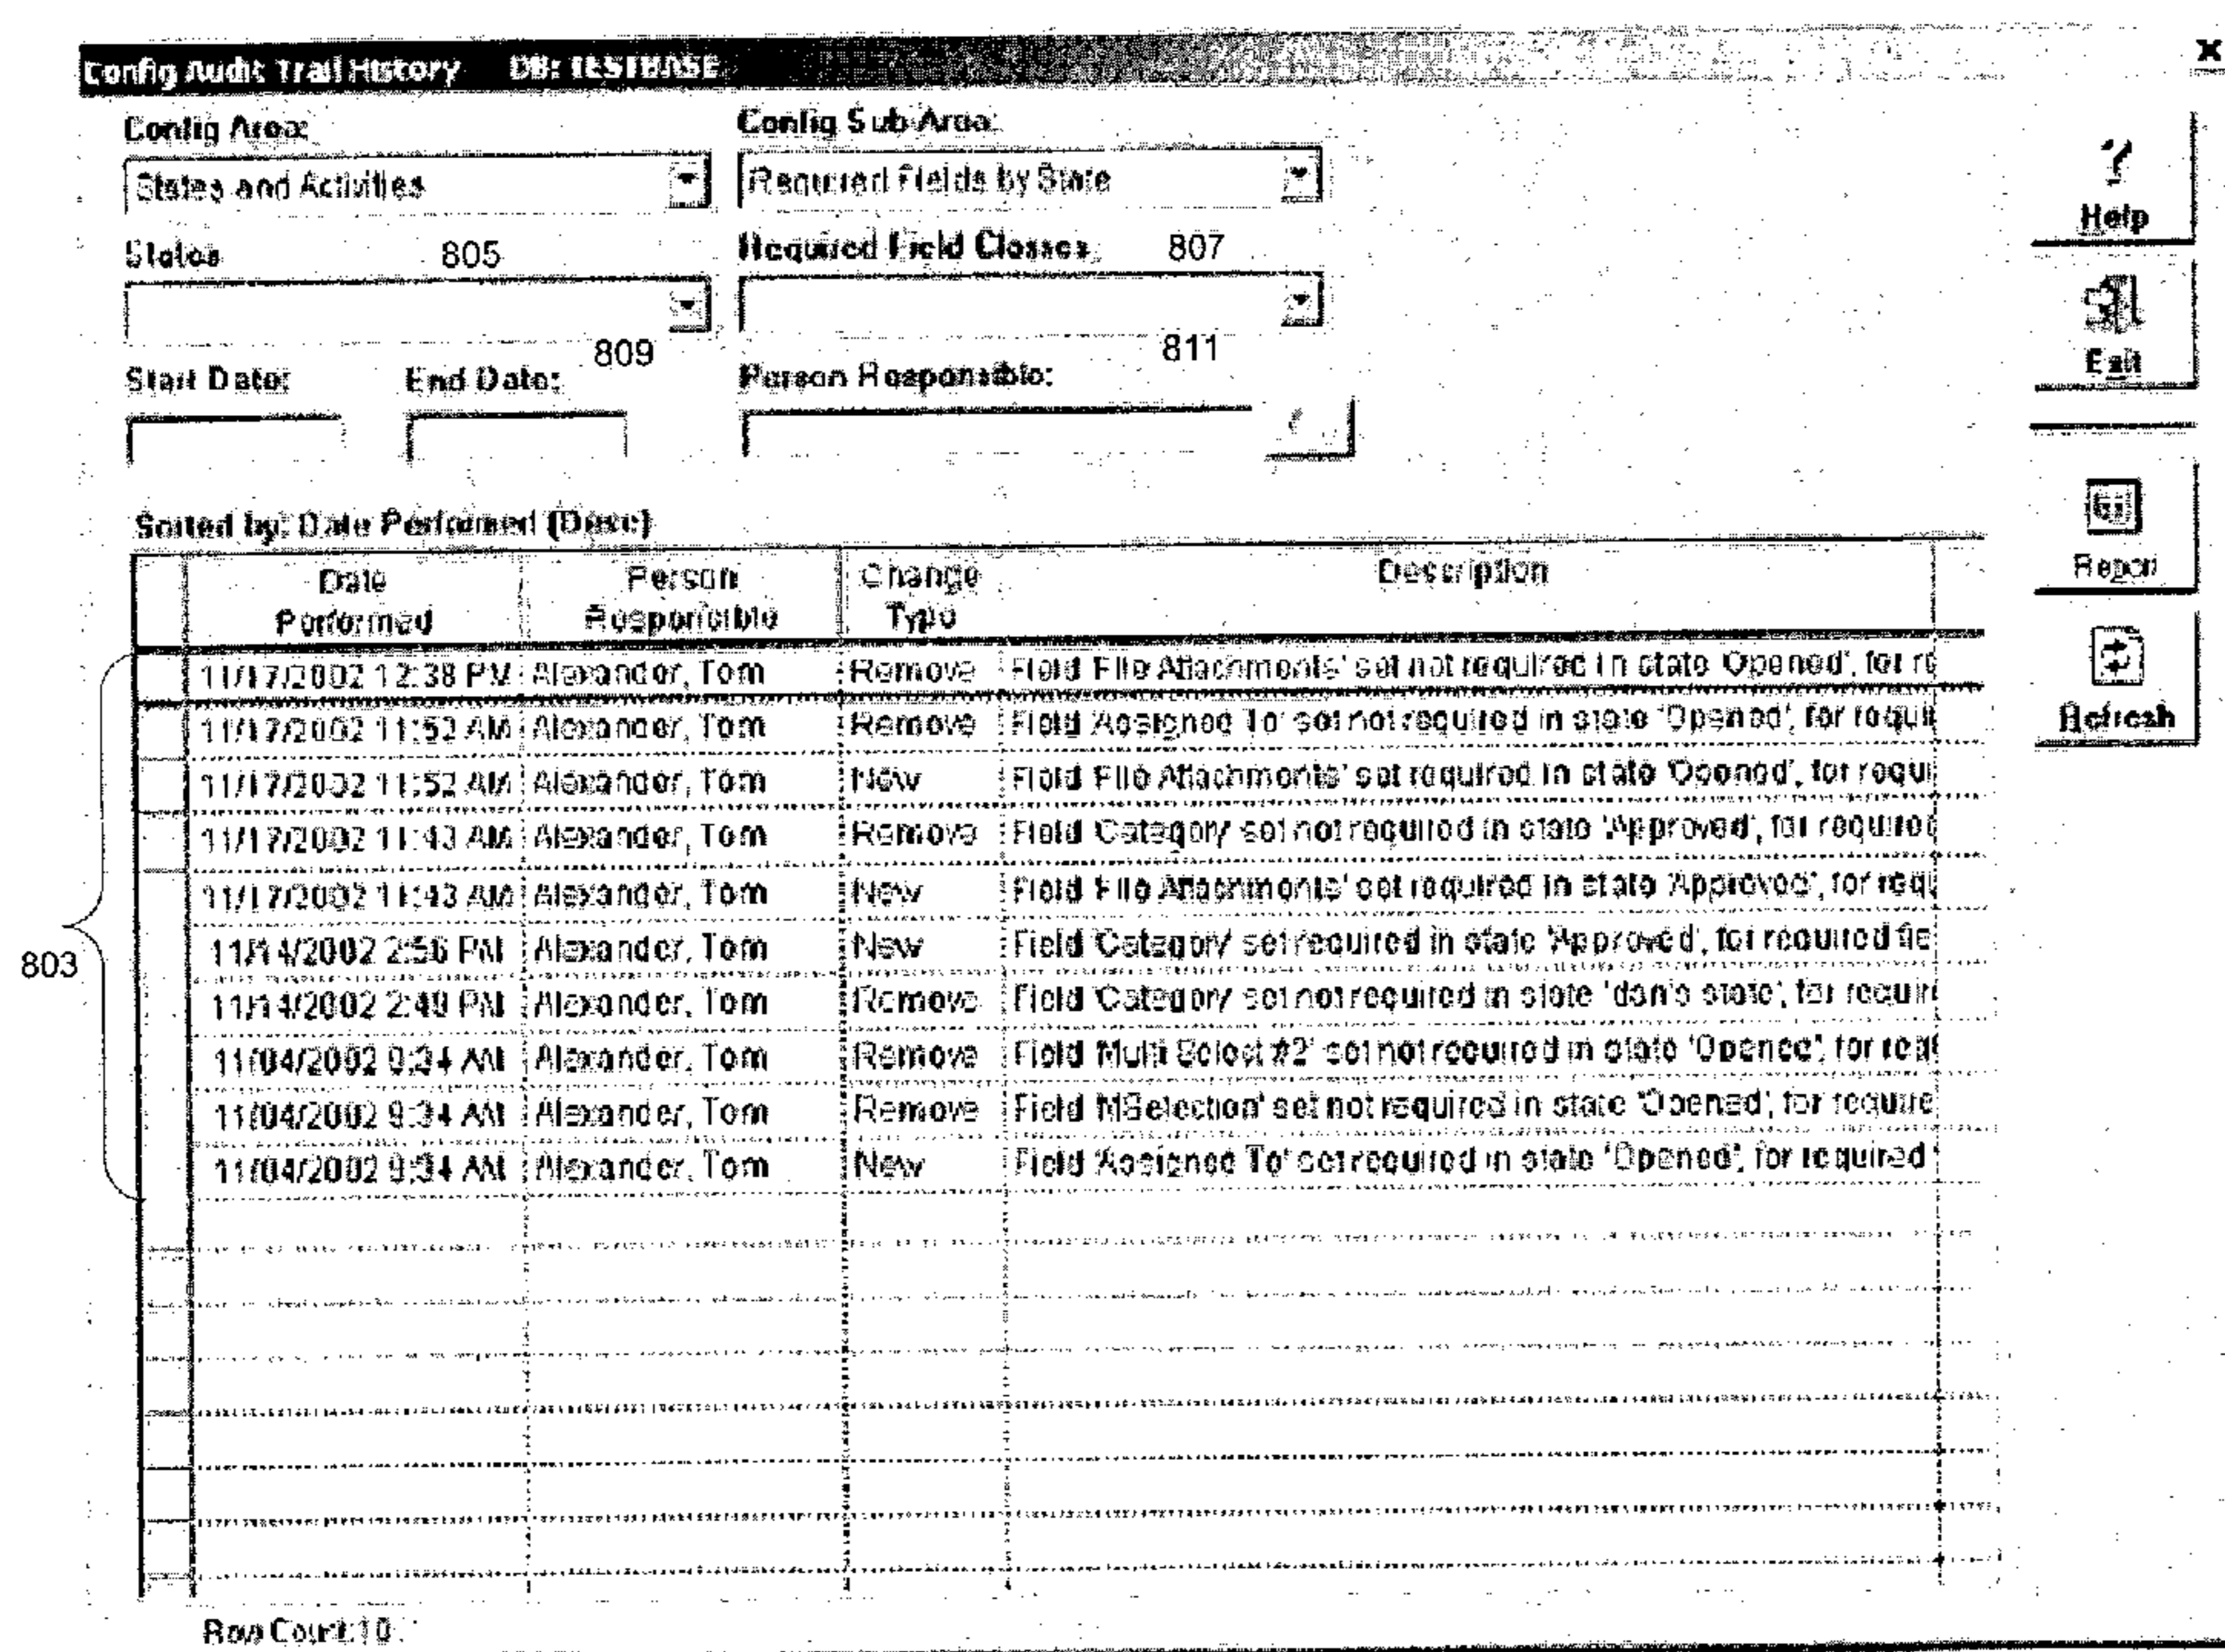 Config Audit Trail History DB: TESTBASE
Config Area:
Config Sub-Area:
States and Activities
Required Fields by State
Help
States
805
Required Field Classes
807
809
811
Exit
Start Date:
End Date:
Person Responsible:
Sorted by: Date Performed (Desc)
Report
Date Performed
Person Responsible
Change Type
Description
Refresh
803
11/17/2002 12:38 PM Alexander, Tom Remove Field 'File Attachments' set not required in state 'Opened', for re
11/17/2002 11:52 AM Alexander, Tom Remove Field 'Assigned To' set not required in state 'Opened', for requi
11/17/2002 11:52 AM Alexander, Tom New Field 'File Attachments' set required in state 'Opened', for requi
11/17/2002 11:43 AM Alexander, Tom Remove Field 'Category' set not required in state 'Approved', for required
11/17/2002 11:43 AM Alexander, Tom New Field 'File Attachments' set required in state 'Approved', for requ
11/14/2002 2:56 PM Alexander, Tom New Field 'Category' set required in state 'Approved', for required fie
11/14/2002 PM Alexander, Tom Remove Field 'Category' set not required in state 'dan's state', for requir
11/04/2002 AM Alexander, Tom Remove Field 'Multi Select #2' set not required in state 'Opened', for
11/04/2002 AM Alexander, Tom Remove Field 'MSelection' set not required in state 'Opened', for require
11/04/2002 AM Alexander, Tom New Field 'Assigned To' set required in state 'Opened', for required
Row Count: 10